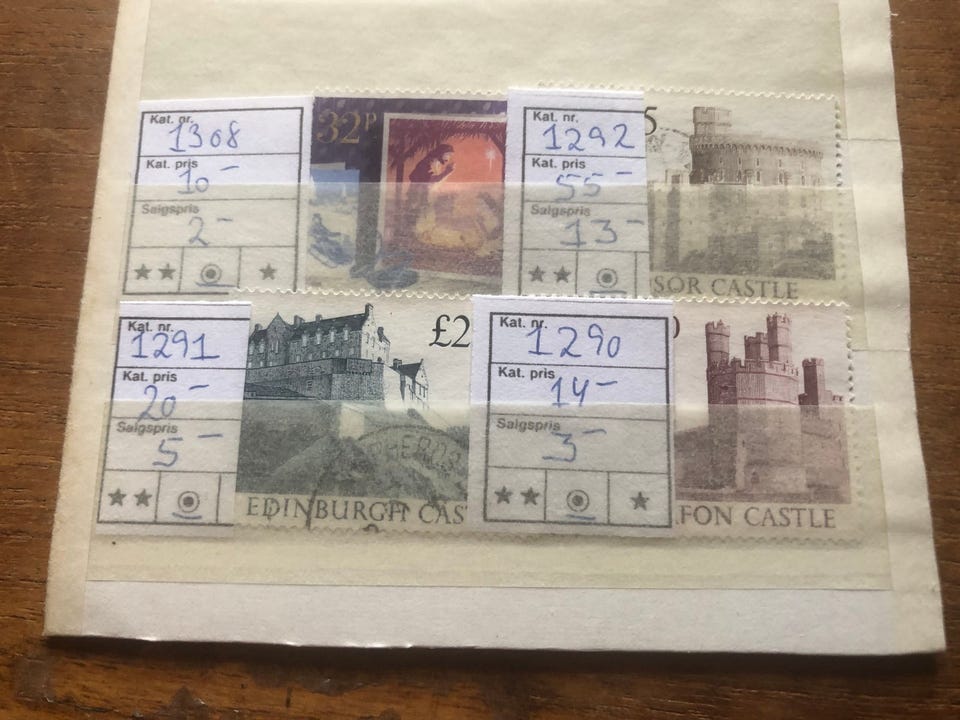 Kat. nr.
1308
Kat. pris
10 -
Salgspris
2 -
32P
Kat. nr.
1292
Kat. pris
55 -
Salgspris
13 -
5
SOR CASTLE
Kat. nr.
1291
Kat. pris
20 -
Salgspris
5 -
£2
EDINBURGH CAS
Kat. nr.
1290
Kat. pris
14 -
Salgspris
3 -
FON CASTLE